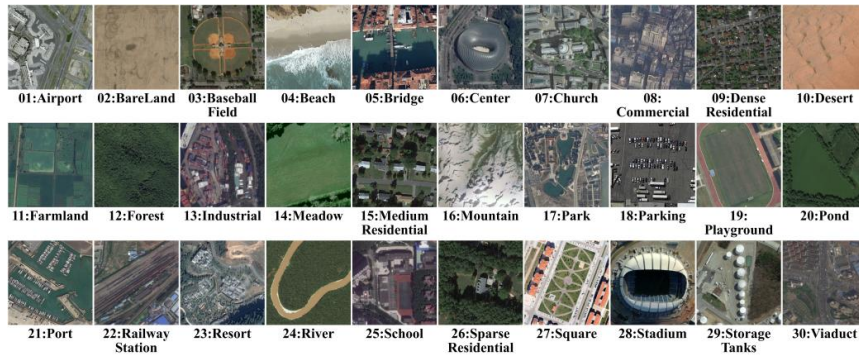 01:Airport
02:BareLand
03:Baseball
Field
04:Beach
05:Bridge
06:Center
07:Church
08:
Commercial
09:Dense
Residential
10:Desert
11:Farmland
12:Forest
13:Industrial
14:Meadow
15:Medium
Residential
16:Mountain
17:Park
18:Parking
19:
Playground
20:Pond
21:Port
22:Railway
Station
23:Resort
24:River
25:School
26:Sparse
Residential
27:Square
28:Stadium
29:Storage
Tanks
30:Viaduct